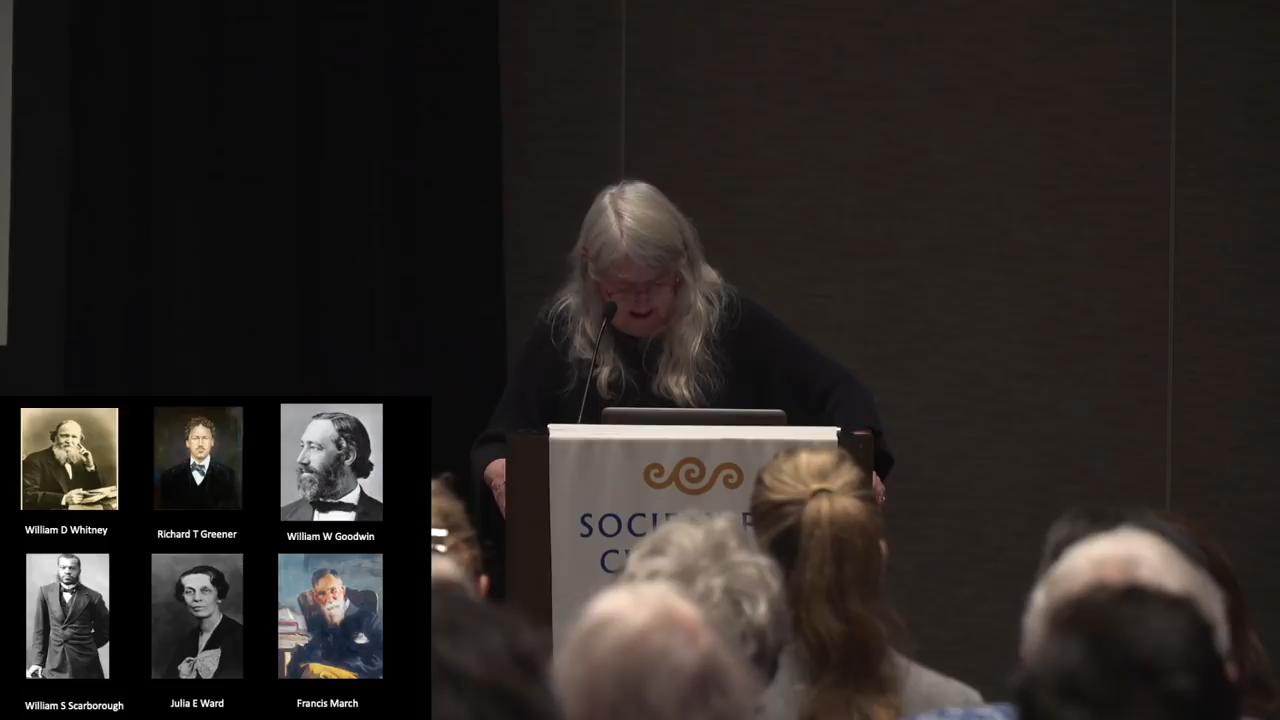 William D Whitney
Richard T Greener
William W Goodwin
William S Scarborough
Julia E Ward
Francis March